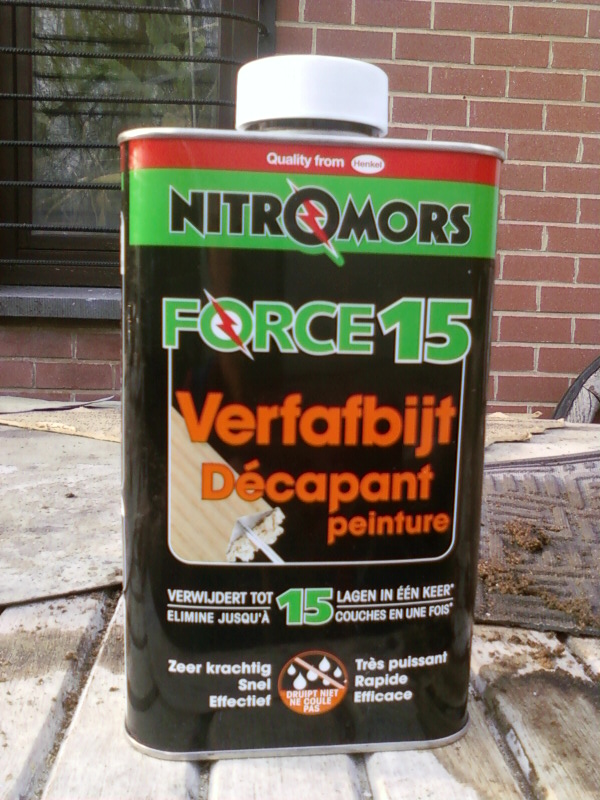 Quality from Henkel
NITROMORS
FORCE 15
Verfafbijt
Décapant
peinture
VERWIJDERT TOT 15 LAGEN IN ÉÉN KEER*
ELIMINE JUSQU'À COUCHES EN UNE FOIS*
Zeer krachtig
Snel
Effectief
DRUIPT NIET
NE COULE
PAS
Très puissant
Rapide
Efficace